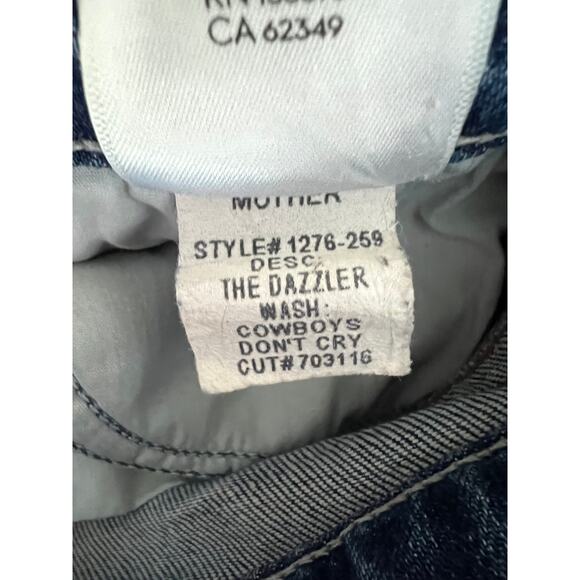 CA 62349
MOTHER
STYLE# 1276-259
DESC:
THE DAZZLER
WASH:
COWBOYS
DON'T CRY
CUT#703116